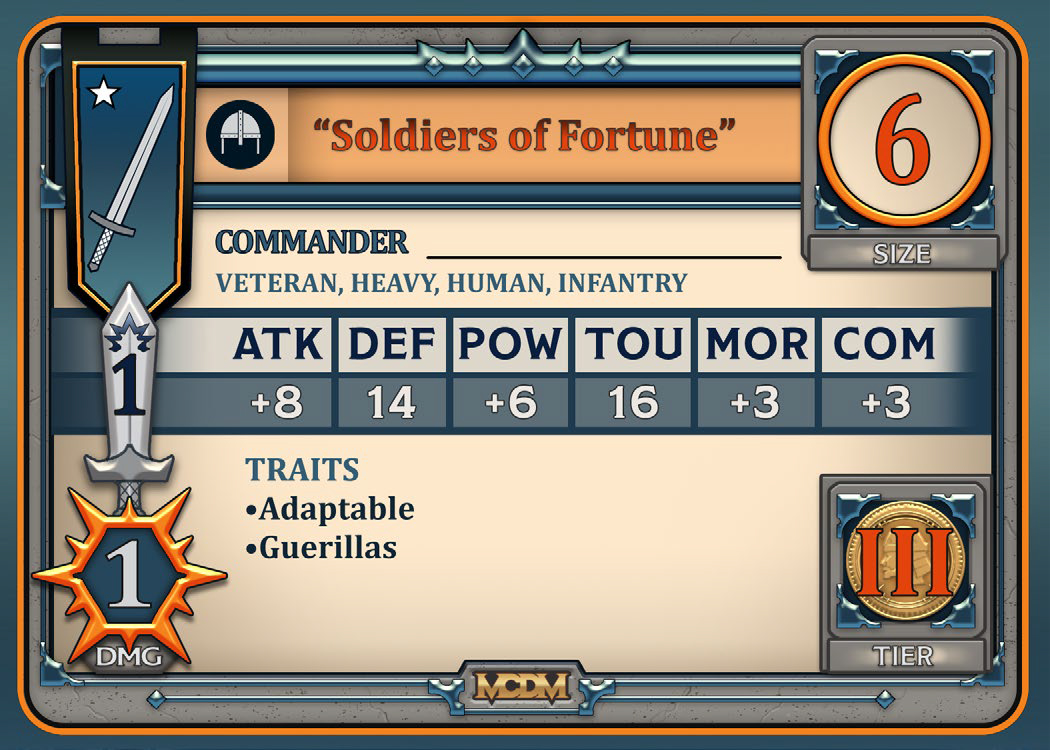 “Soldiers of Fortune”
6
SIZE
COMMANDER
VETERAN, HEAVY, HUMAN, INFANTRY
ATK DEF POW TOU MOR COM
1
+8 14 +6 16 +3 +3
TRAITS
•Adaptable
•Guerillas
1
DMG
III
TIER
MCDM